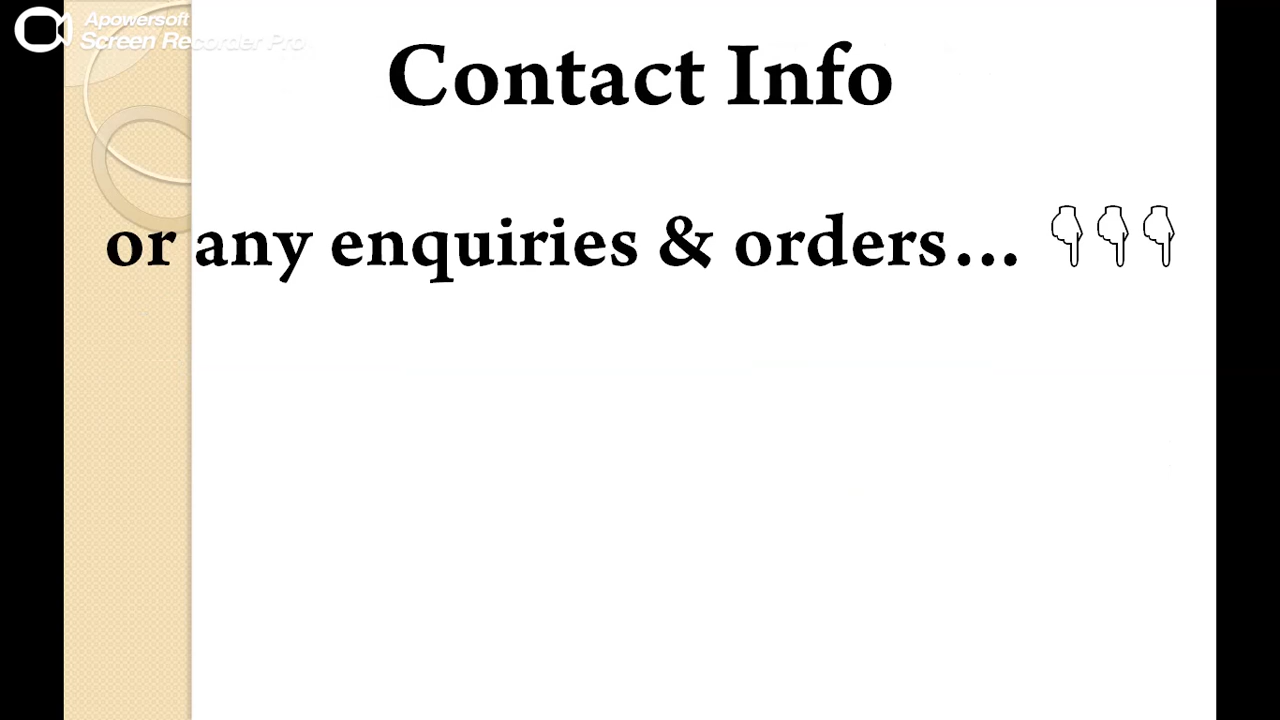 Apowersoft
Screen Recorder Pro
Contact Info
or any enquiries & orders... 👇👇👇